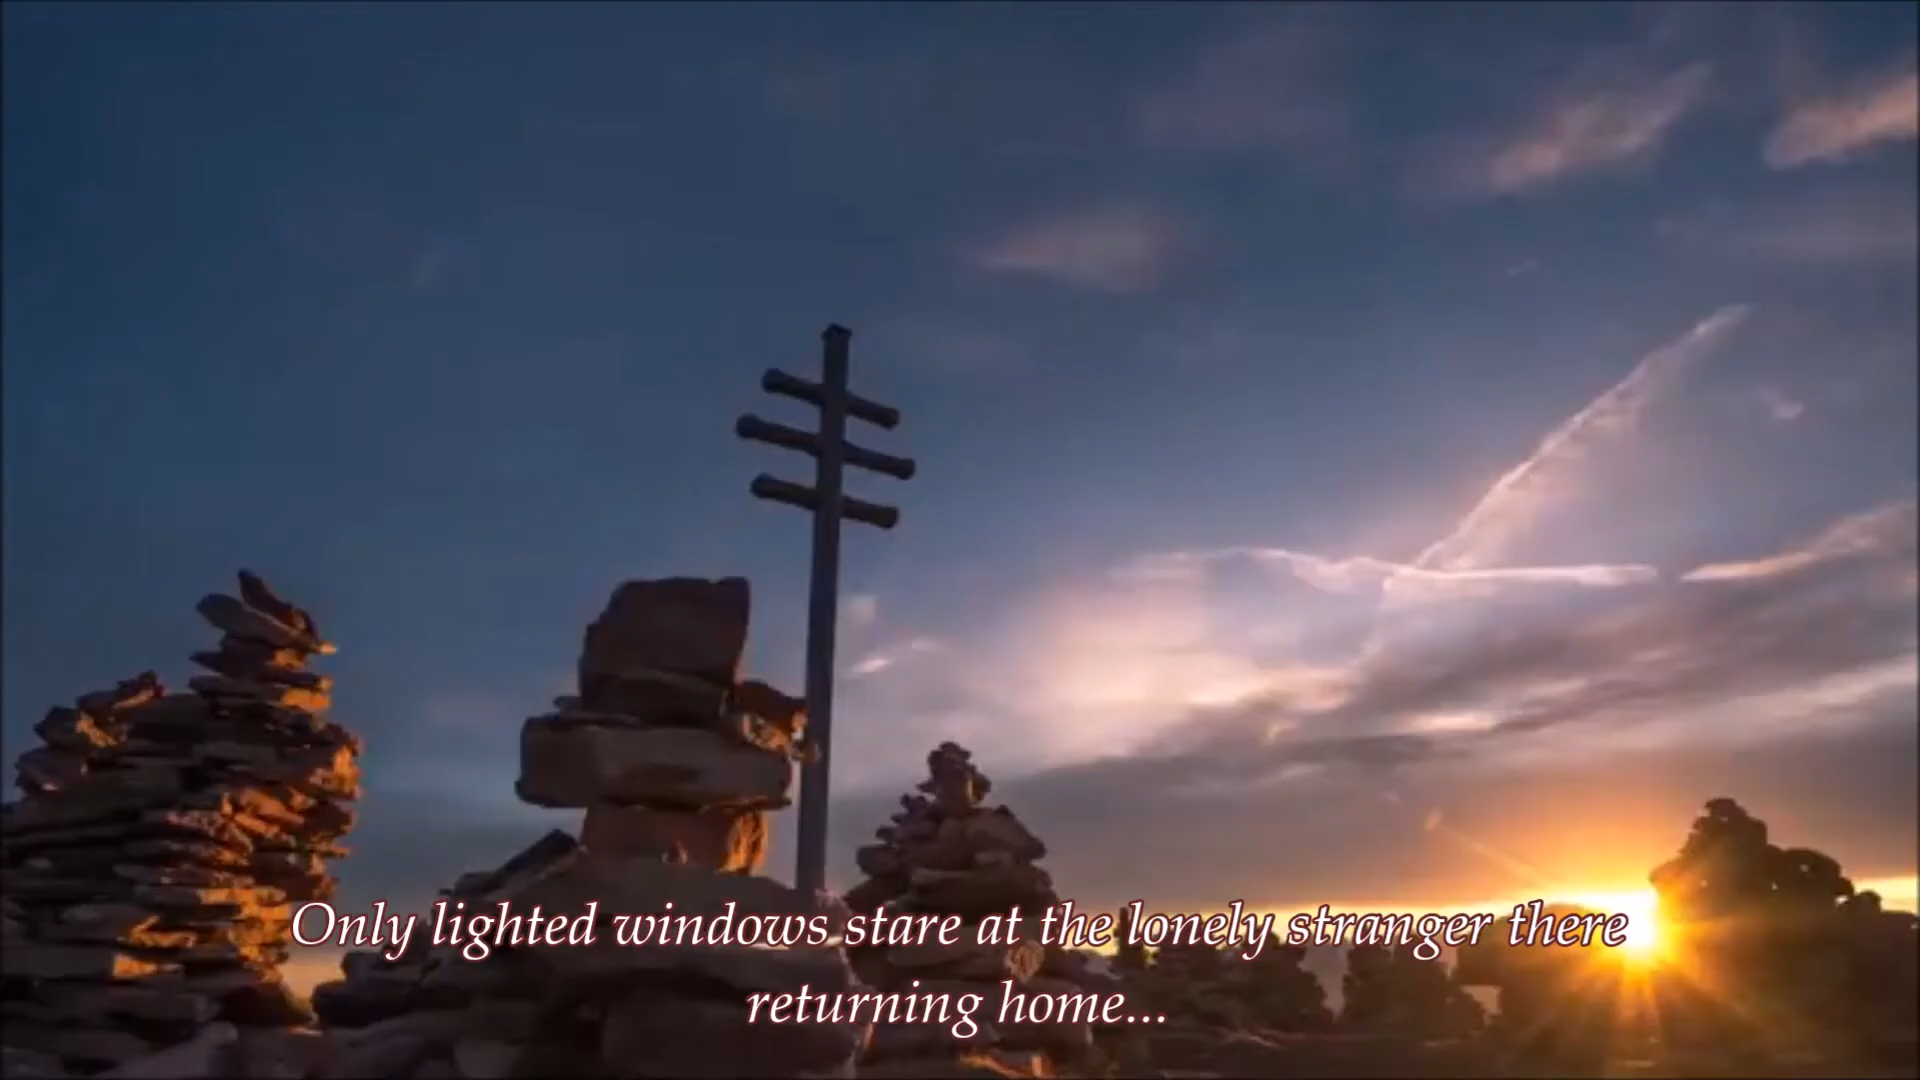 Only lighted windows stare at the lonely stranger there
returning home...